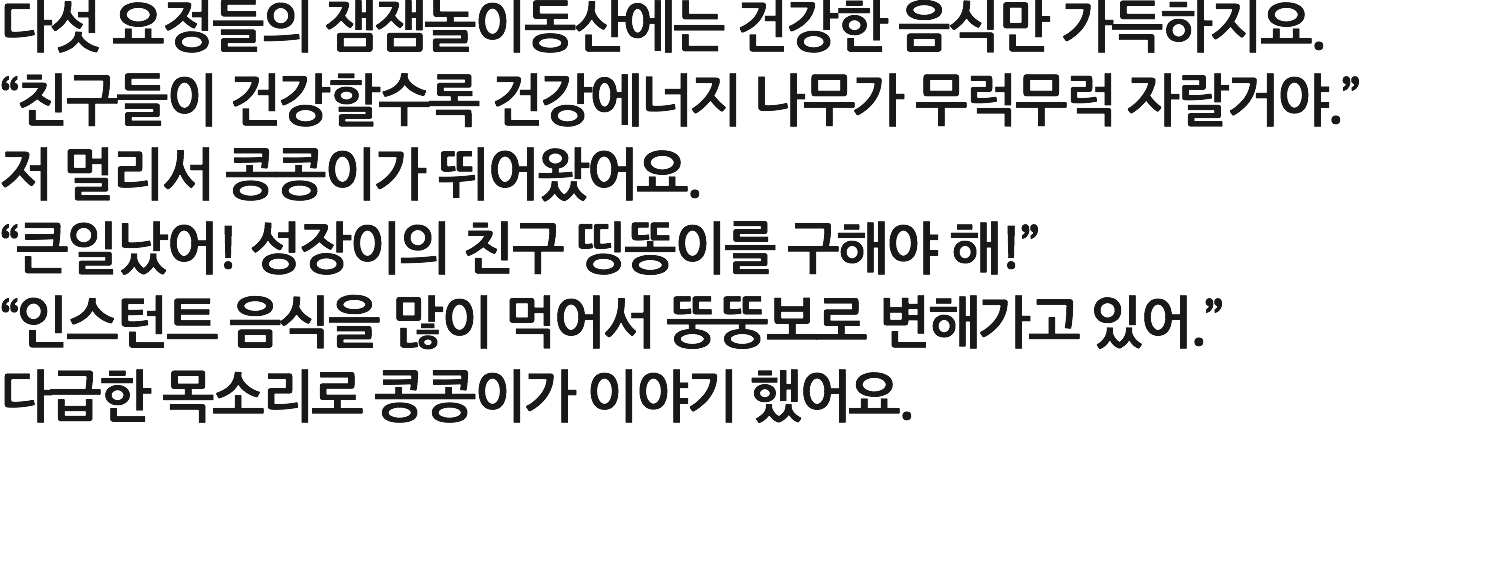 다섯 요정들의 잼잼놀이동산에는 건강한 음식만 가득하지요.
“친구들이 건강할수록 건강에너지 나무가 무럭무럭 자랄거야.”
저 멀리서 콩콩이가 뛰어왔어요.
“큰일났어! 성장이의 친구 띵똥이를 구해야 해!”
“인스턴트 음식을 많이 먹어서 뚱뚱보로 변해가고 있어.”
다급한 목소리로 콩콩이가 이야기 했어요.